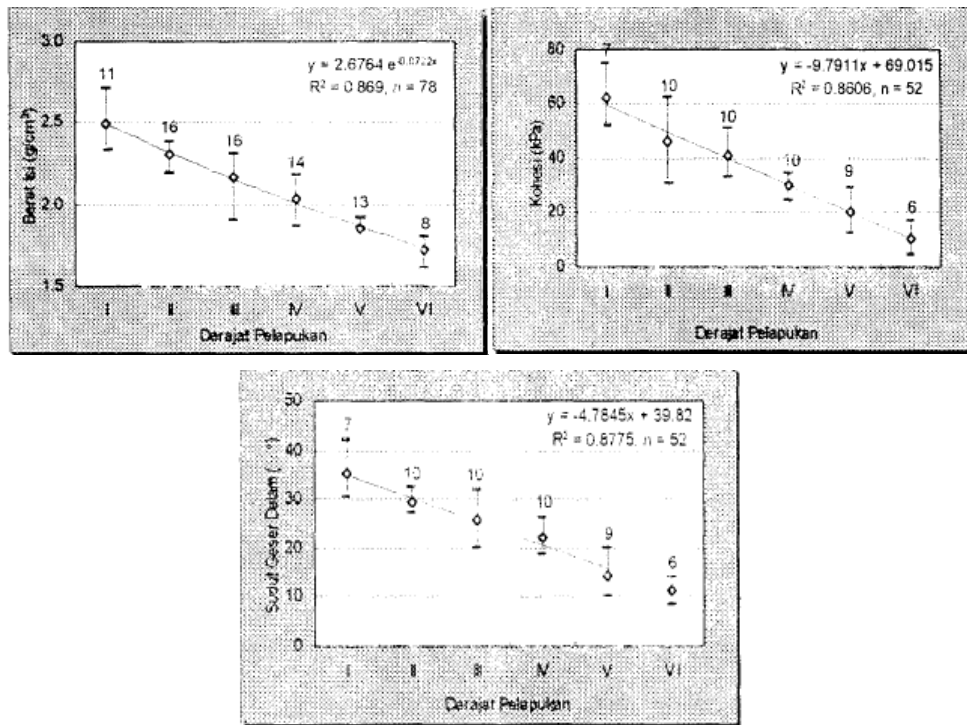 3.0
2.5
2.0
1.5
Berat Isi (g/cm³)
y = 2.6764 e
R² = 0.869, n = 78
11
16
16
14
13
8
I II III IV V VI
Derajat Pelapukan
80
60
40
20
0
Kohesi (kPa)
y = -9.7911x + 69.015
R² = 0.8606, n = 52
7
10
10
10
9
6
I II III IV V VI
Derajat Pelapukan
50
40
30
20
10
0
Sudut Geser Dalam
y = -4.7845x + 39.82
R² = 0.8775, n = 52
7
10
10
10
9
6
I II III IV V VI
Derajat Pelapukan